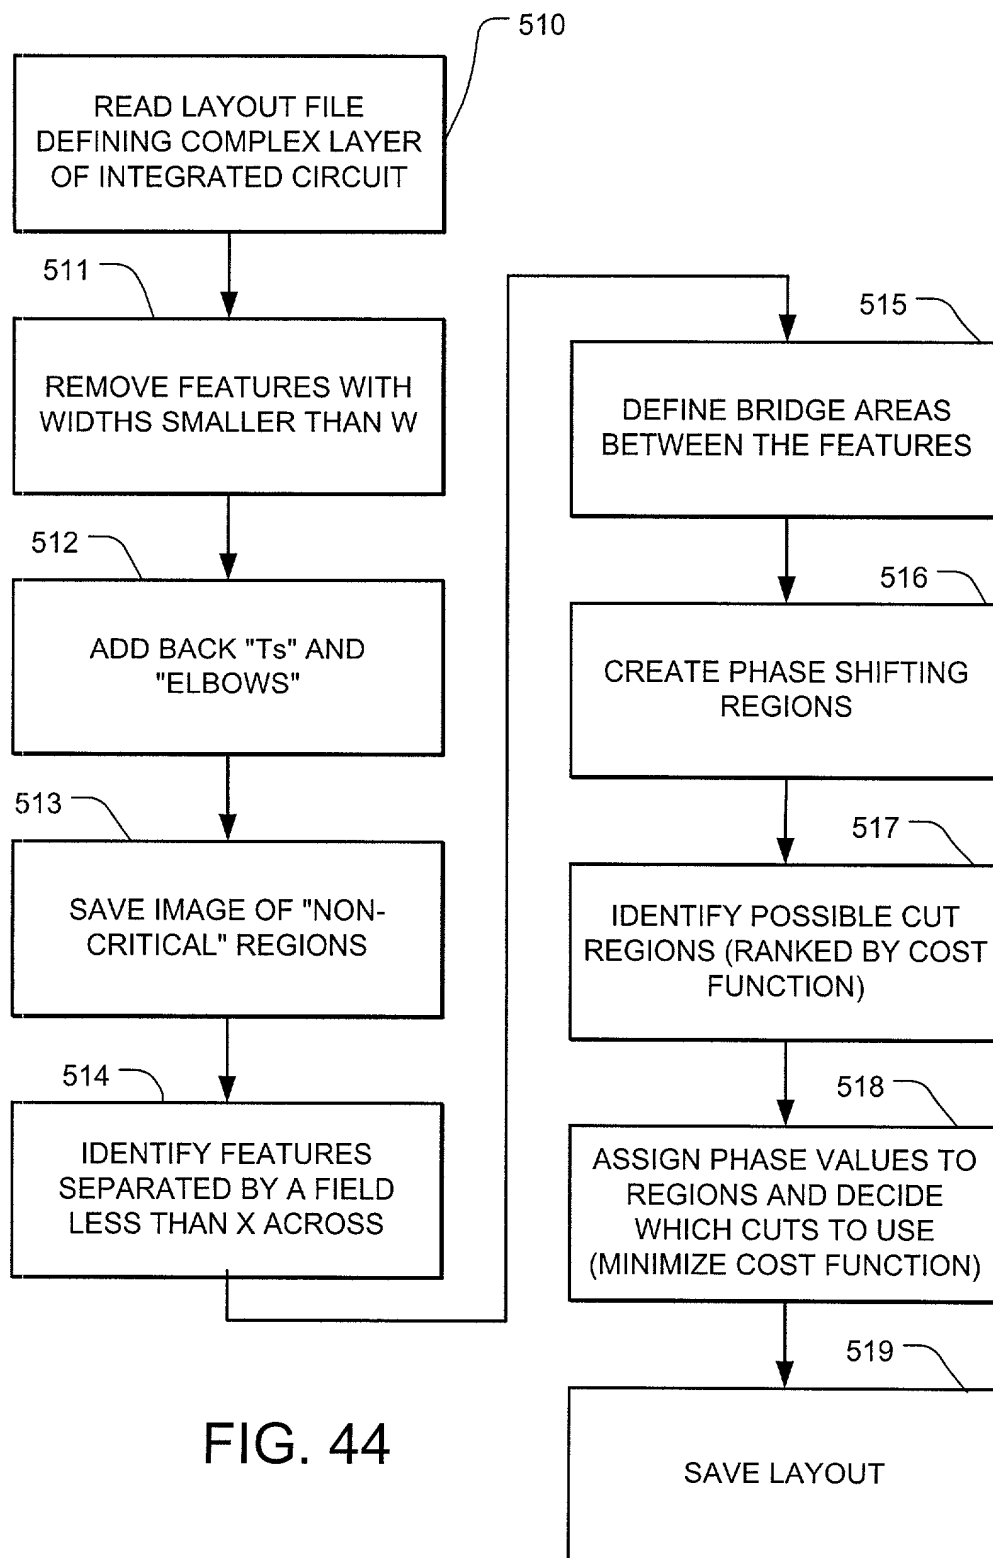 510
READ LAYOUT FILE
DEFINING COMPLEX LAYER
OF INTEGRATED CIRCUIT
511
REMOVE FEATURES WITH
WIDTHS SMALLER THAN W
512
ADD BACK "Ts" AND
"ELBOWS"
513
SAVE IMAGE OF "NON-
CRITICAL" REGIONS
514
IDENTIFY FEATURES
SEPARATED BY A FIELD
LESS THAN X ACROSS
515
DEFINE BRIDGE AREAS
BETWEEN THE FEATURES
516
CREATE PHASE SHIFTING
REGIONS
517
IDENTIFY POSSIBLE CUT
REGIONS (RANKED BY COST
FUNCTION)
518
ASSIGN PHASE VALUES TO
REGIONS AND DECIDE
WHICH CUTS TO USE
(MINIMIZE COST FUNCTION)
519
SAVE LAYOUT
FIG. 44